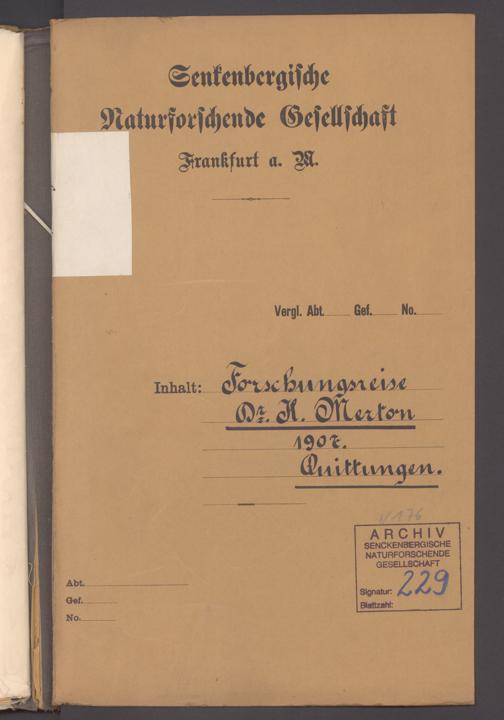 Senkenbergische
Naturforschende Gesellschaft
Frankfurt a. M.
Vergl. Abt. Gef. No.
Inhalt: Forschungsreise
Dr. H. Merton
1907.
Quittungen.
V 176
ARCHIV
SENCKENBERGISCHE
NATURFORSCHENDE
GESELLSCHAFT
Signatur: 229
Blattzahl:
Abt.
Gef.
No.